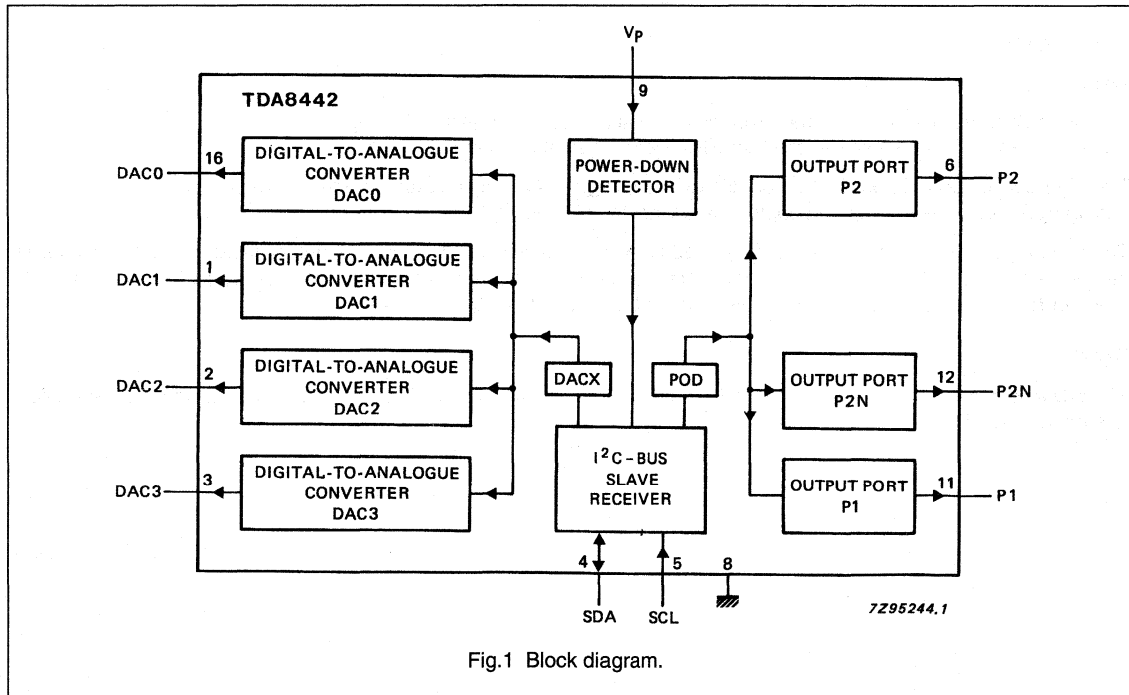 VP
9
TDA8442
DAC0
16
DIGITAL-TO-ANALOGUE
CONVERTER
DAC0
POWER-DOWN
DETECTOR
OUTPUT PORT
P2
6
P2
DAC1
1
DIGITAL-TO-ANALOGUE
CONVERTER
DAC1
DAC2
2
DIGITAL-TO-ANALOGUE
CONVERTER
DAC2
DACX
POD
OUTPUT PORT
P2N
12
P2N
DAC3
3
DIGITAL-TO-ANALOGUE
CONVERTER
DAC3
I²C-BUS
SLAVE
RECEIVER
OUTPUT PORT
P1
11
P1
4
5
8
SDA
SCL
7Z95244.1
Fig.1 Block diagram.